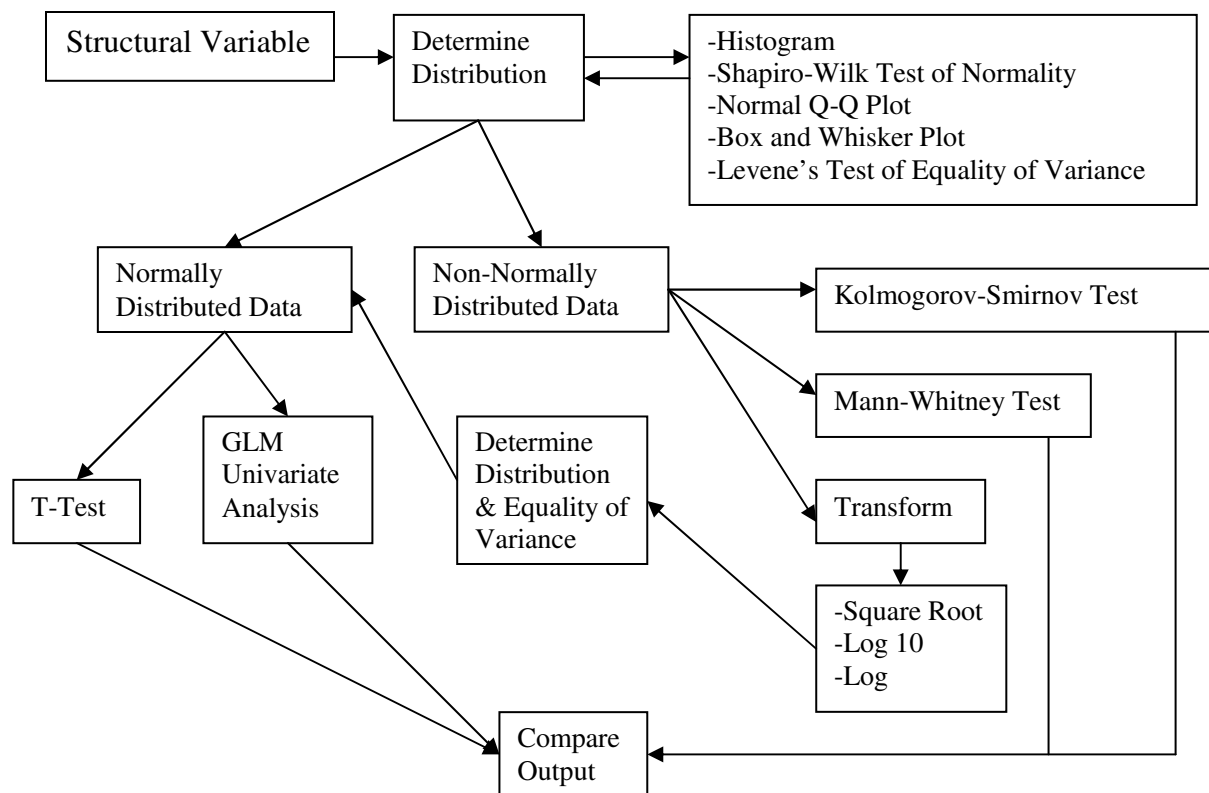 Structural Variable
Determine
Distribution
-Histogram
-Shapiro-Wilk Test of Normality
-Normal Q-Q Plot
-Box and Whisker Plot
-Levene's Test of Equality of Variance
Normally
Distributed Data
Non-Normally
Distributed Data
Kolmogorov-Smirnov Test
Mann-Whitney Test
GLM
Univariate
Analysis
Determine
Distribution
& Equality of
Variance
T-Test
Transform
-Square Root
-Log 10
-Log
Compare
Output